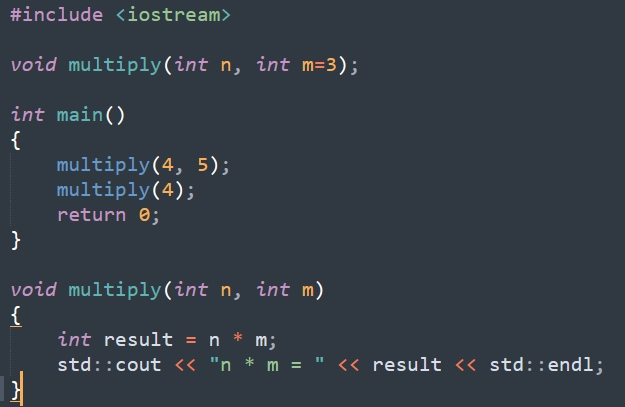 #include <iostream>
void multiply(int n, int m=3);
int main()
{
multiply(4, 5);
multiply(4);
return 0;
}
void multiply(int n, int m)
{
int result = n * m;
std::cout << "n * m = " << result << std::endl;
}